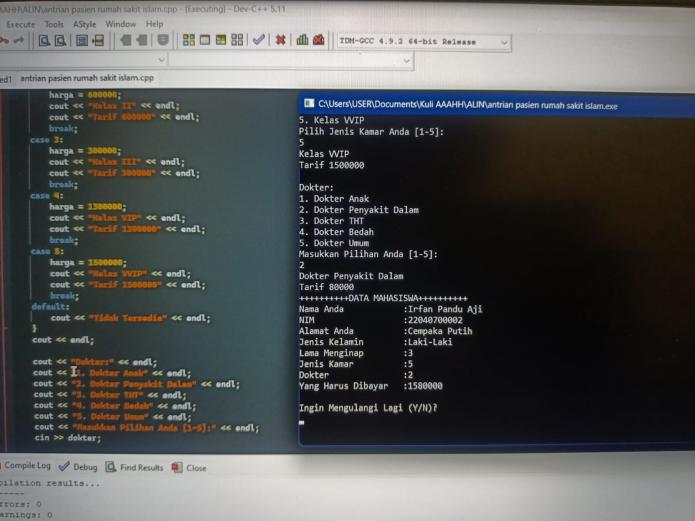 AAHH\ALIN\antrian pasien rumah sakit islam.cpp - [Executing] - Dev-C++ 5.11
Execute Tools AStyle Window Help
TDM-GCC 4.9.2 64-bit Release
antrian pasien rumah sakit islam.cpp
harga = 600000;
cout << "Kelas II" << endl;
cout << "Tarif 600000" << endl;
break;
case 3:
harga = 300000;
cout << "Kelas III" << endl;
cout << "Tarif 300000" << endl;
break;
case 4:
harga = 1300000;
cout << "Kelas VIP" << endl;
cout << "Tarif 1300000" << endl;
break;
case 5:
harga = 1500000;
cout << "Kelas VVIP" << endl;
cout << "Tarif 1500000" << endl;
break;
default:
cout << "Tidak Tersedia" << endl;
}
cout << endl;
cout << "Dokter:" << endl;
cout << "1. Dokter Anak" << endl;
cout << "2. Dokter Penyakit Dalam" << endl;
cout << "3. Dokter THT" << endl;
cout << "4. Dokter Bedah" << endl;
cout << "5. Dokter Umum" << endl;
cout << "Masukkan Pilihan Anda [1-5]:" << endl;
cin >> dokter;
C:\Users\USER\Documents\Kuli AAAHH\ALIN\antrian pasien rumah sakit islam.exe
5. Kelas VVIP
Pilih Jenis Kamar Anda [1-5]:
5
Kelas VVIP
Tarif 1500000
Dokter:
1. Dokter Anak
2. Dokter Penyakit Dalam
3. Dokter THT
4. Dokter Bedah
5. Dokter Umum
Masukkan Pilihan Anda [1-5]:
2
Dokter Penyakit Dalam
Tarif 80000
++++++++++DATA MAHASISWA++++++++++
Nama Anda :Irfan Pandu Aji
NIM :22040700002
Alamat Anda :Cempaka Putih
Jenis Kelamin :Laki-Laki
Lama Menginap :3
Jenis Kamar :5
Dokter :2
Yang Harus Dibayar :1580000
Ingin Mengulangi Lagi (Y/N)?
Compile Log Debug Find Results Close
pilation results...
------
rrors: 0
arnings: 0